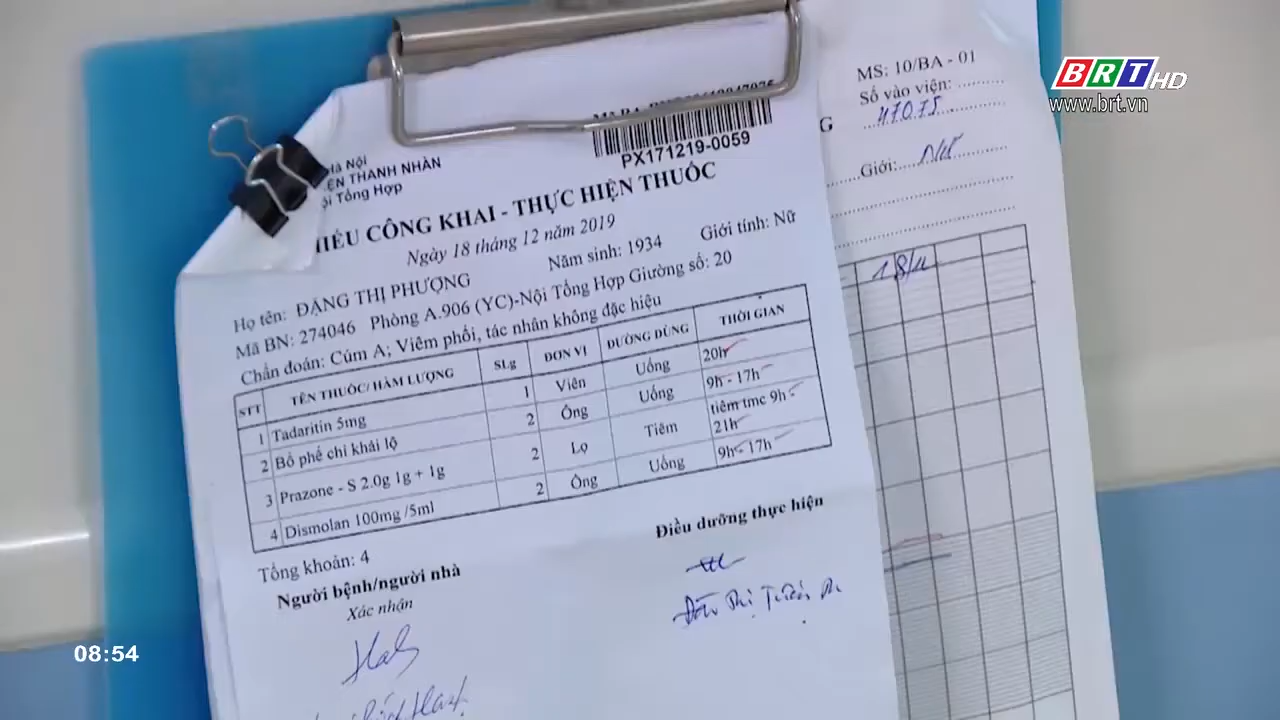 BRT HD
www.brt.vn
MS: 10/BA - 01
Số vào viện:
Giới: Nữ
18/12
Hà Nội
THANH NHÀN
Tổng Hợp
PX171219-0059
CÔNG KHAI - THỰC HIỆN THUỐC
Ngày 18 tháng 12 năm 2019
Họ tên: ĐẶNG THỊ PHƯỢNG Năm sinh: 1934 Giới tính: Nữ
Mã BN: 274046 Phòng A.906 (YC)-Nội Tổng Hợp Giường số: 20
Chẩn đoán: Cúm A; Viêm phổi, tác nhân không đặc hiệu
STT TÊN THUỐC/ HÀM LƯỢNG SLg ĐƠN VỊ ĐƯỜNG DÙNG THỜI GIAN
1 Tadaritin 5mg 1 Viên Uống 20h
2 Bổ phế chỉ khái lộ 2 Ống Uống 9h - 17h
3 Prazone - S 2.0g 1g + 1g 2 Lọ Tiêm tiêm tmc 9h - 21h
4 Dismolan 100mg /5ml 2 Ống Uống 9h - 17h
Tổng khoản: 4
Người bệnh/người nhà
Xác nhận
Điều dưỡng thực hiện
08:54